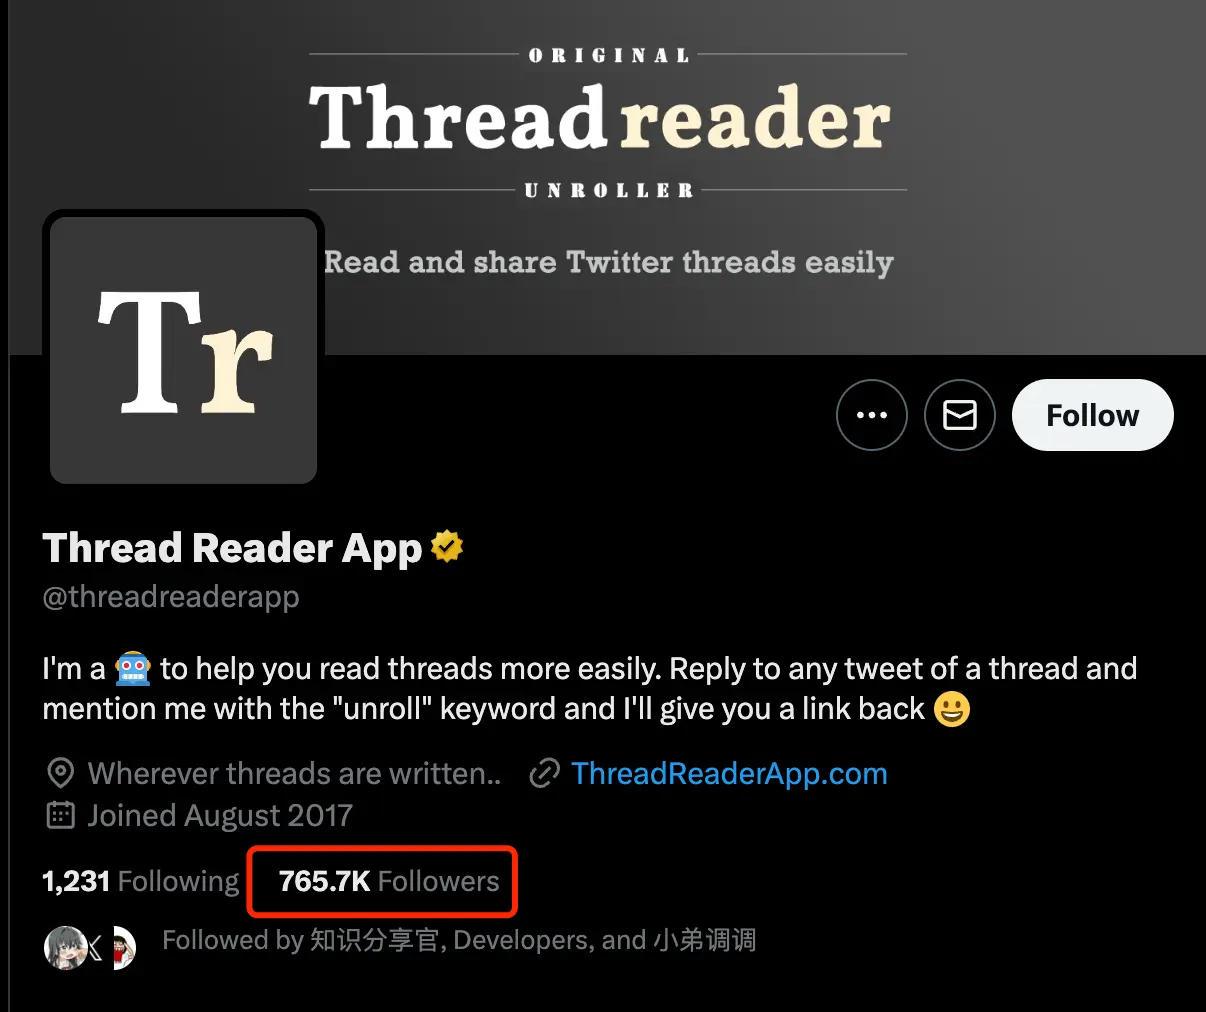 ORIGINAL
Threadreader
UNROLLER
Read and share Twitter threads easily
Tr
Follow
Thread Reader App
@threadreaderapp
I'm a 🤖 to help you read threads more easily. Reply to any tweet of a thread and
mention me with the "unroll" keyword and I'll give you a link back 😀
Wherever threads are written.. ThreadReaderApp.com
Joined August 2017
1,231 Following 765.7K Followers
Followed by 知识分享官, Developers, and 小弟调调